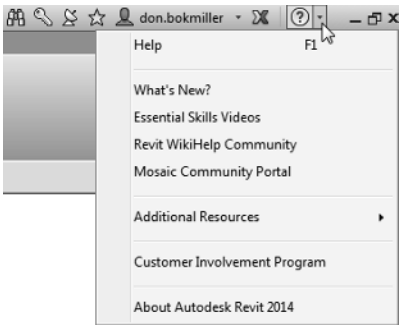 don.bokmiller
Help F1
What's New?
Essential Skills Videos
Revit WikiHelp Community
Mosaic Community Portal
Additional Resources
Customer Involvement Program
About Autodesk Revit 2014